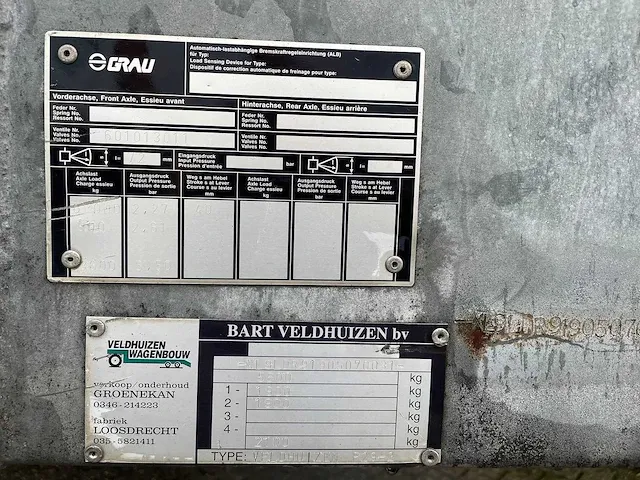 GRAU
Automatisch-lastabhängige Bremskraftregeleinrichtung (ALB)
für Typ:
Load Sensing Device for Type:
Dispositif de correction automatique de freinage pour type:
Vorderachse, Front Axle, Essieu avant
Hinterachse, Rear Axle, Essieu arrière
Feder Nr.
Spring No.
Ressort No.
Feder Nr.
Spring No.
Ressort No.
Ventile Nr.
Valves No.
Valves No.
Ventile Nr.
Valves No.
Valves No.
mm
Eingangsdruck
Input Pressure
Pression d'entrée
bar
mm
Achslast
Axle Load
Charge essieu
kg
Ausgangsdruck
Output Pressure
Pression de sortie
bar
Weg s am Hebel
Stroke s at Lever
Course s au levier
mm
Achslast
Axle Load
Charge essieu
kg
Ausgangsdruck
Output Pressure
Pression de sortie
bar
Weg s am Hebel
Stroke s at Lever
Course s au levier
mm
VELDHUIZEN
WAGENBOUW
verkoop/onderhoud
GROENEKAN
0346-214223
fabriek
LOOSDRECHT
035-5821411
BART VELDHUIZEN bv
kg
1- kg
2- kg
3- kg
4- kg
kg
TYPE: